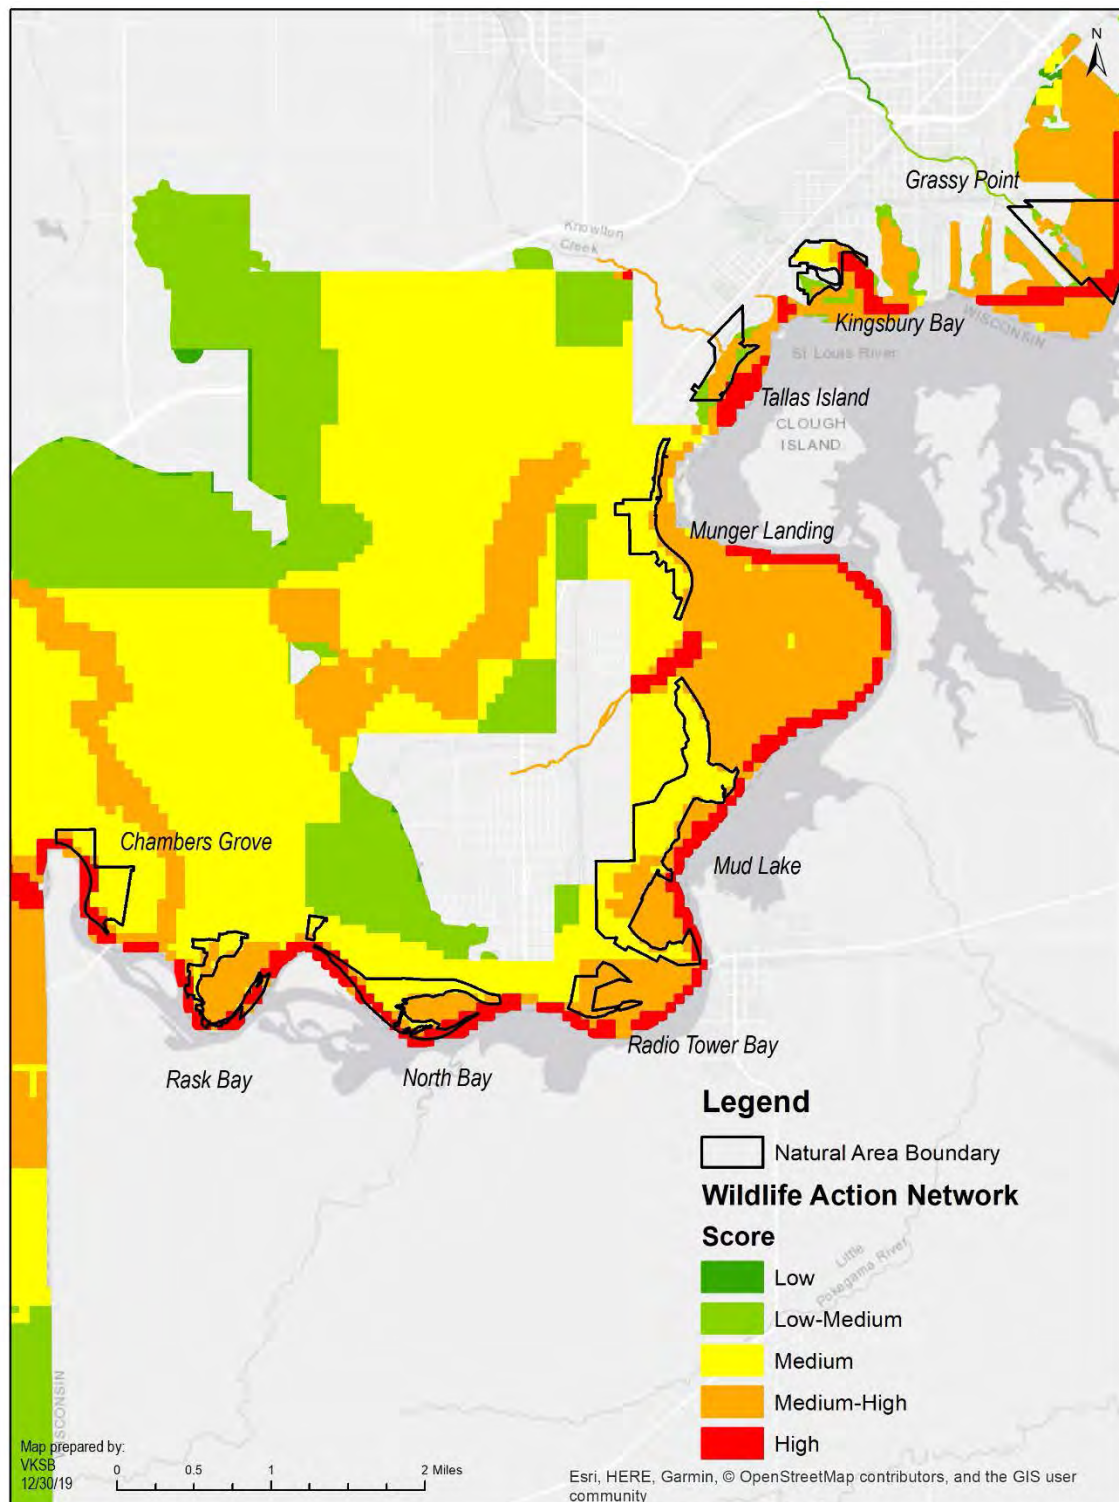 N
Grassy Point
Knowlton
Creek
Kingsbury Bay
WISCONSIN
St Louis River
Tallas Island
CLOUGH
ISLAND
Munger Landing
Chambers Grove
Mud Lake
Radio Tower Bay
Rask Bay
North Bay
Legend
Natural Area Boundary
Wildlife Action Network
Score
Low
Low-Medium
Medium
Medium-High
High
Little
Pokegama River
WISCONSIN
Map prepared by:
VKSB
12/30/19
0 0.5 1 2 Miles
Esri, HERE, Garmin, © OpenStreetMap contributors, and the GIS user
community